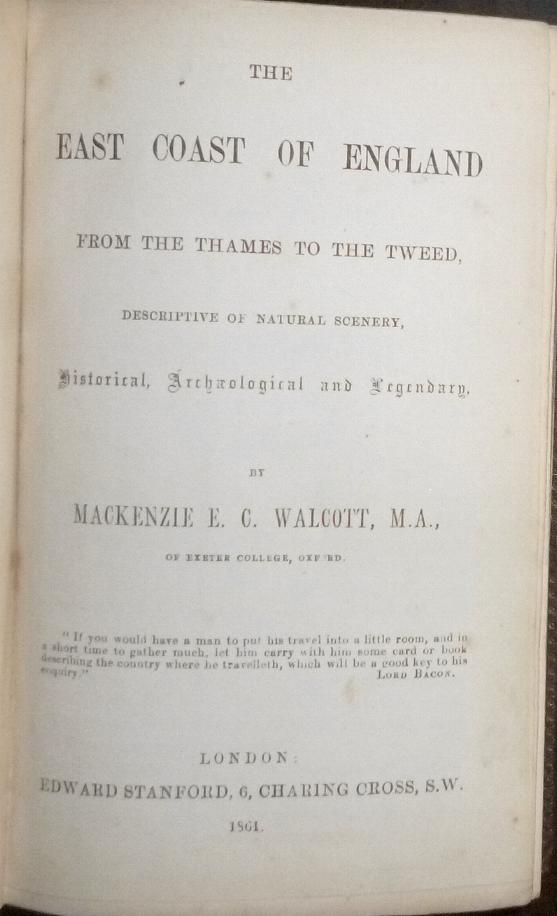 THE
EAST COAST OF ENGLAND
FROM THE THAMES TO THE TWEED,
DESCRIPTIVE OF NATURAL SCENERY,
Historical, Archæological and Legendary,
BY
MACKENZIE E. C. WALCOTT, M.A.,
OF EXETER COLLEGE, OXFORD.
"If you would have a man to put his travel into a little room, and in
a short time to gather much, let him carry with him some card or book
describing the country where he travelleth, which will be a good key to his
enquiry." LORD BACON.
LONDON:
EDWARD STANFORD, 6, CHARING CROSS, S.W.
1861.